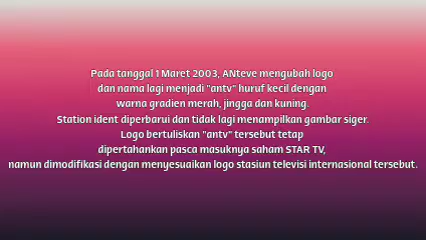 Pada tanggal 1 Maret 2003, ANteve mengubah logo
dan nama lagi menjadi "antv" huruf kecil dengan
warna gradien merah, jingga dan kuning.
Station ident diperbarui dan tidak lagi menampilkan gambar siger.
Logo bertuliskan "antv" tersebut tetap
dipertahankan pasca masuknya saham STAR TV,
namun dimodifikasi dengan menyesuaikan logo stasiun televisi internasional tersebut.